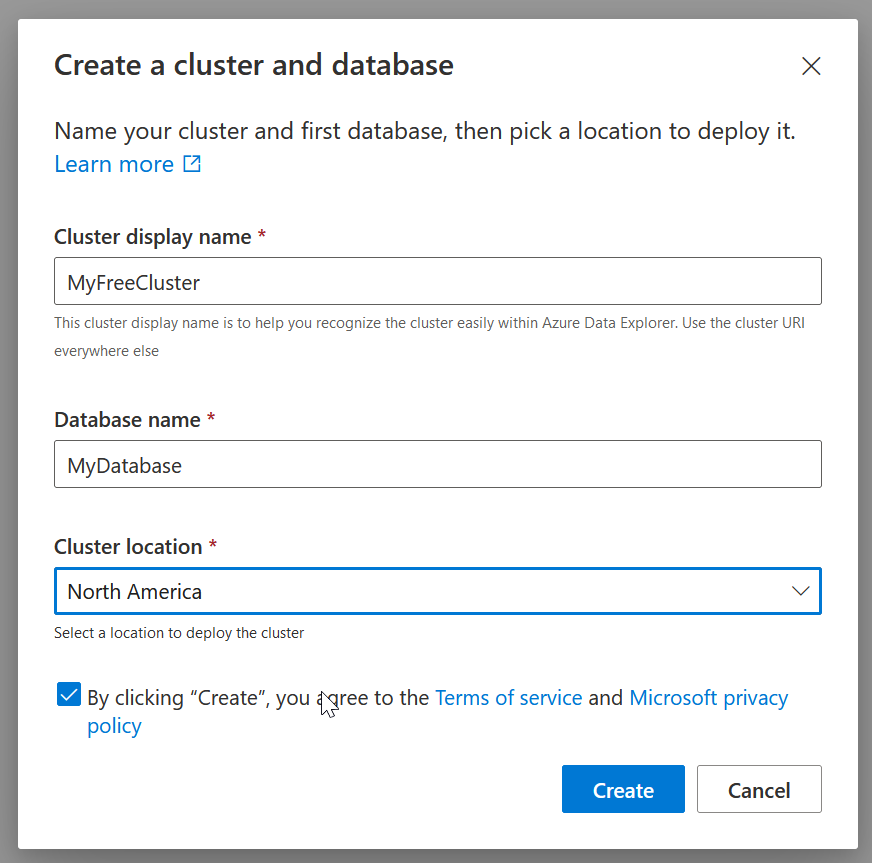 Create a cluster and database
Name your cluster and first database, then pick a location to deploy it.
Learn more
Cluster display name *
MyFreeCluster
This cluster display name is to help you recognize the cluster easily within Azure Data Explorer. Use the cluster URI
everywhere else
Database name *
MyDatabase
Cluster location *
North America
Select a location to deploy the cluster
By clicking “Create”, you agree to the Terms of service and Microsoft privacy
policy
Create
Cancel